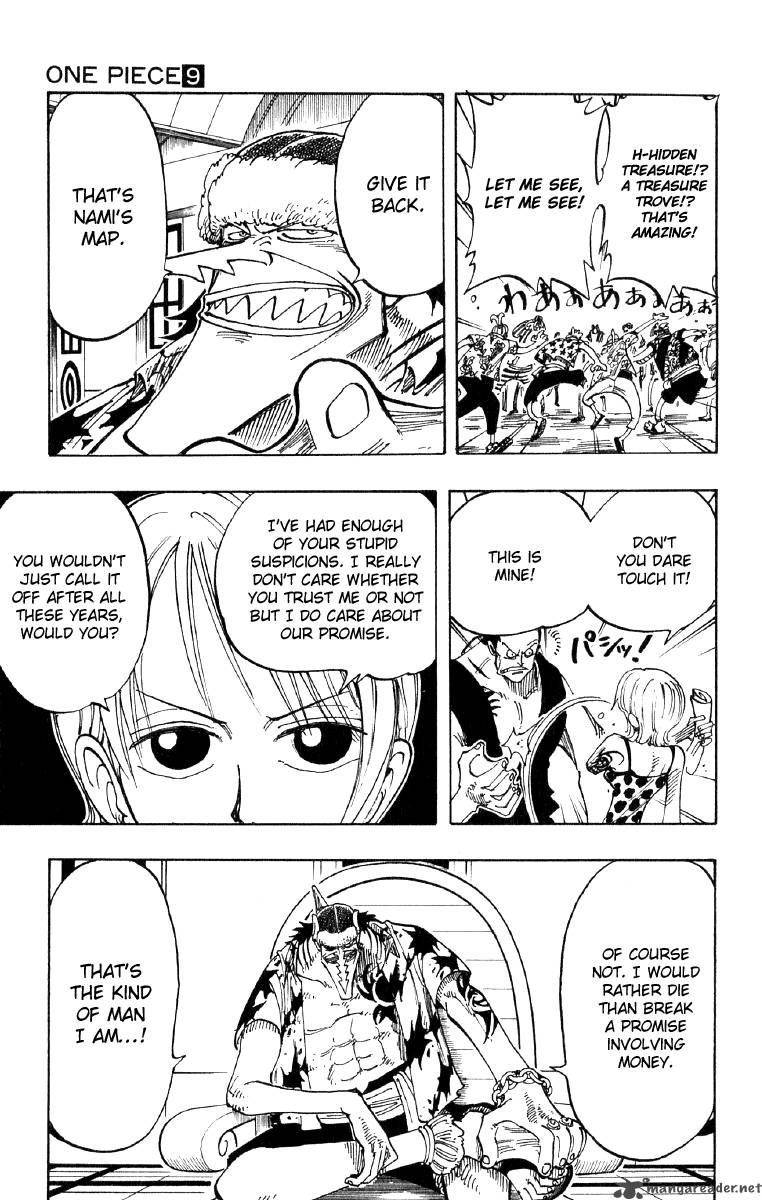 ONE PIECE 9
H-HIDDEN
TREASURE!?
A TREASURE
TROVE!?
THAT'S
AMAZING!
LET ME SEE,
LET ME SEE!
わあぁあぁぁあぉ
GIVE IT
BACK.
THAT'S
NAMI'S
MAP.
DON'T
YOU DARE
TOUCH IT!
THIS IS
MINE!
パシッ!
I'VE HAD ENOUGH
OF YOUR STUPID
SUSPICIONS. I REALLY
DON'T CARE WHETHER
YOU TRUST ME OR NOT
BUT I DO CARE ABOUT
OUR PROMISE.
YOU WOULDN'T
JUST CALL IT
OFF AFTER ALL
THESE YEARS,
WOULD YOU?
OF COURSE
NOT. I WOULD
RATHER DIE
THAN BREAK
A PROMISE
INVOLVING
MONEY.
THAT'S
THE KIND
OF MAN
I AM...!
mangareader.net